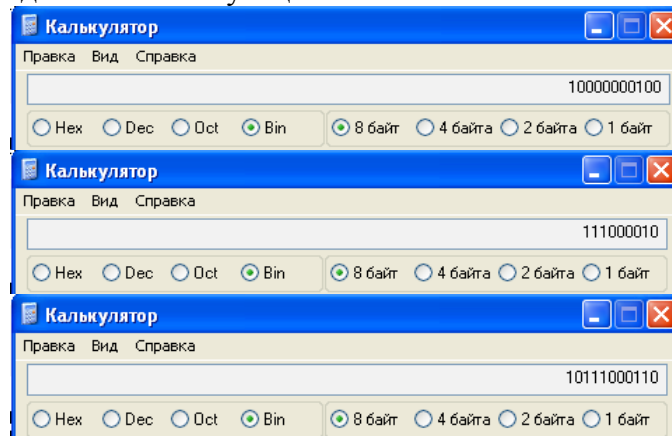 Калькулятор
Правка Вид Справка
10000000100
Hex Dec Oct Bin 8 байт 4 байта 2 байта 1 байт
Калькулятор
Правка Вид Справка
111000010
Hex Dec Oct Bin 8 байт 4 байта 2 байта 1 байт
Калькулятор
Правка Вид Справка
10111000110
Hex Dec Oct Bin 8 байт 4 байта 2 байта 1 байт